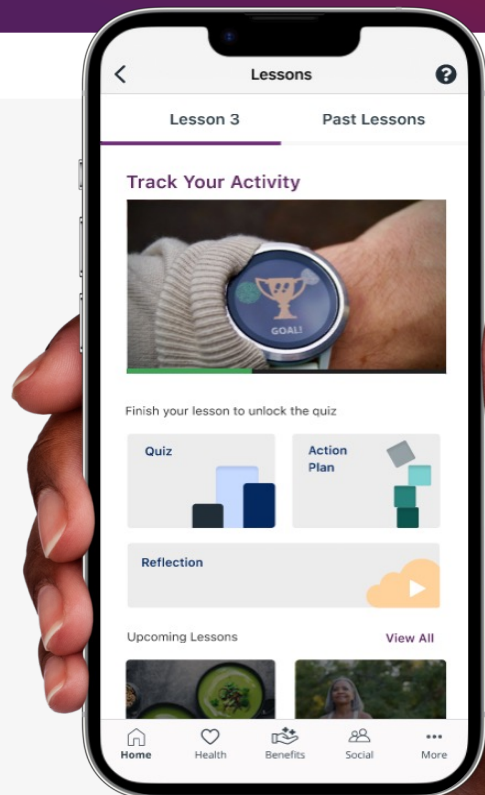 Lessons
Lesson 3 Past Lessons
Track Your Activity
GOAL!
Finish your lesson to unlock the quiz
Quiz
Action
Plan
Reflection
Upcoming Lessons View All
Home Health Benefits Social More